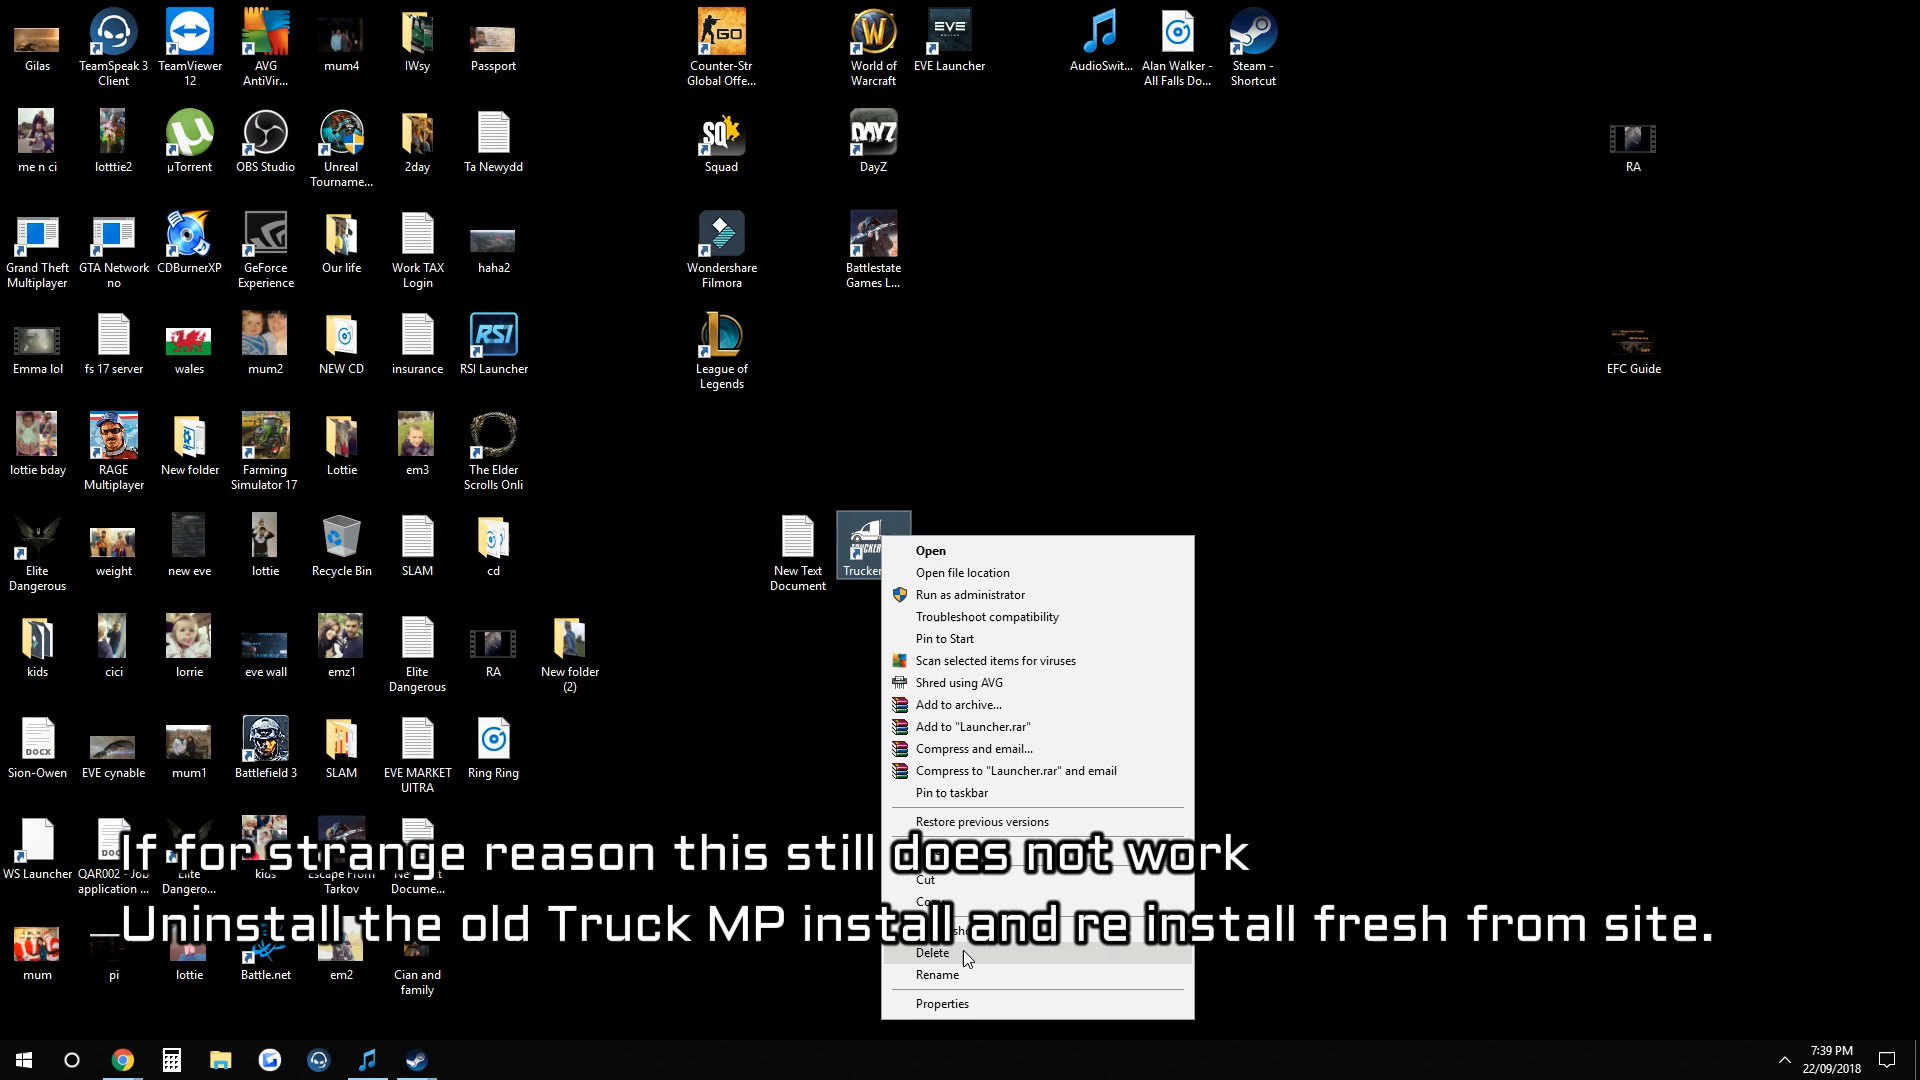 Gilas
TeamSpeak 3
Client
TeamViewer
12
AVG
AntiVir...
mum4
IWsy
Passport
Counter-Str
Global Offe...
World of
Warcraft
EVE Launcher
AudioSwit...
Alan Walker -
All Falls Do...
Steam -
Shortcut
me n ci
lotttie2
µTorrent
OBS Studio
Unreal
Tourname...
2day
Ta Newydd
Squad
DayZ
RA
Grand Theft
Multiplayer
GTA Network
no
CDBurnerXP
GeForce
Experience
Our life
Work TAX
Login
haha2
Wondershare
Filmora
Battlestate
Games L...
Emma lol
fs 17 server
wales
mum2
NEW CD
insurance
RSI Launcher
League of
Legends
EFC Guide
lottie bday
RAGE
Multiplayer
New folder
Farming
Simulator 17
Lottie
em3
The Elder
Scrolls Onli
Elite
Dangerous
weight
new eve
lottie
Recycle Bin
SLAM
cd
New Text
Document
Trucker
kids
cici
lorrie
eve wall
emz1
Elite
Dangerous
RA
New folder
(2)
Sion-Owen
EVE cynable
mum1
Battlefield 3
SLAM
EVE MARKET
UITRA
Ring Ring
WS Launcher
QAR002 - Job
application ...
Elite
Dangero...
kids
Escape From
Tarkov
Docume...
mum
pi
lottie
Battle.net
em2
Cian and
family
Open
Open file location
Run as administrator
Troubleshoot compatibility
Pin to Start
Scan selected items for viruses
Shred using AVG
Add to archive...
Add to "Launcher.rar"
Compress and email...
Compress to "Launcher.rar" and email
Pin to taskbar
Restore previous versions
Cut
Delete
Rename
Properties
If for strange reason this still does not work
Uninstall the old Truck MP install and re install fresh from site.
7:39 PM
22/09/2018